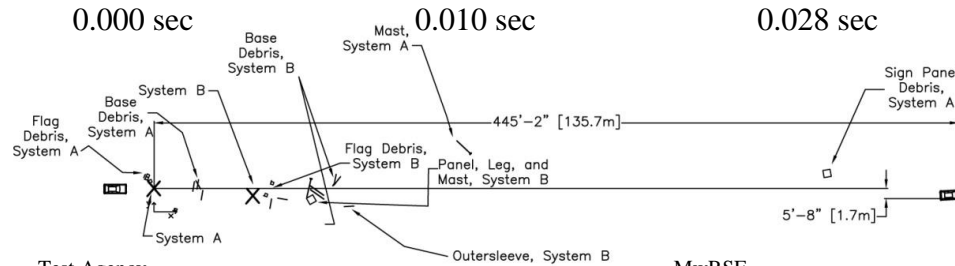 0.000 sec
0.010 sec
0.028 sec
Base
Debris,
System B
Mast,
System A
System B
Base
Debris,
System A
Flag
Debris,
System A
Sign Panel
Debris,
System A
445'-2" [135.7m]
Flag Debris,
System B
Panel, Leg, and
Mast, System B
5'-8" [1.7m]
System A
Outersleeve, System B